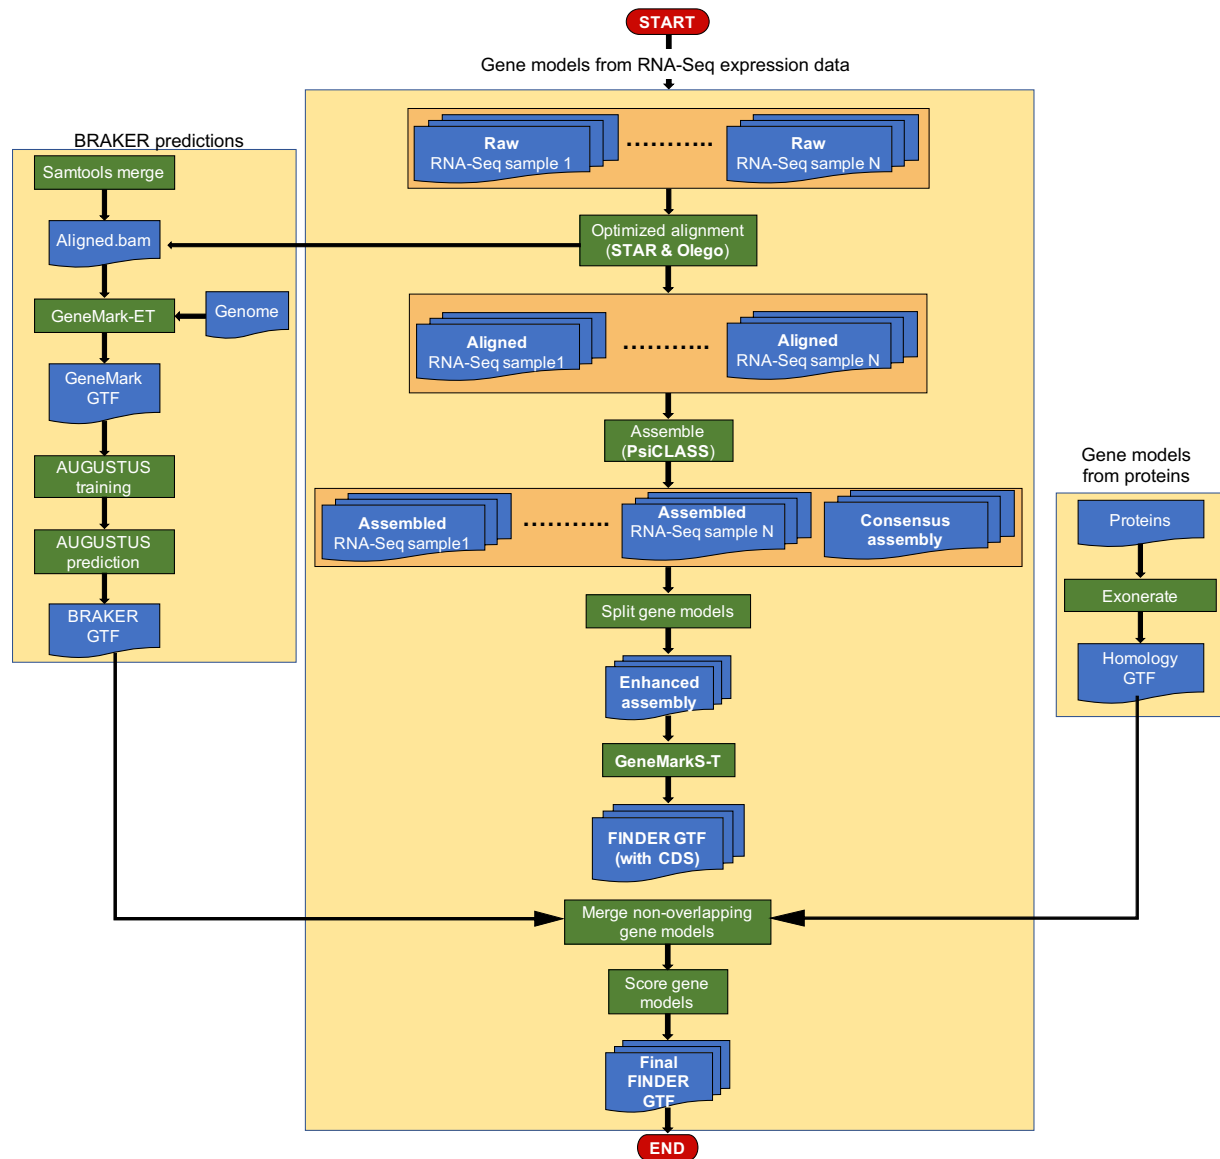 START
Gene models from RNA-Seq expression data
Raw
RNA-Seq sample 1
...........
Raw
RNA-Seq sample N
Optimized alignment
(STAR & Olego)
Aligned
RNA-Seq sample1
...........
Aligned
RNA-Seq sample N
Assemble
(PsiCLASS)
Assembled
RNA-Seq sample1
...........
Assembled
RNA-Seq sample N
Consensus
assembly
Split gene models
Enhanced
assembly
GeneMarkS-T
FINDER GTF
(with CDS)
Merge non-overlapping
gene models
Score gene
models
Final
FINDER
GTF
END
BRAKER predictions
Samtools merge
Aligned.bam
GeneMark-ET
Genome
GeneMark
GTF
AUGUSTUS
training
AUGUSTUS
prediction
BRAKER
GTF
Gene models
from proteins
Proteins
Exonerate
Homology
GTF